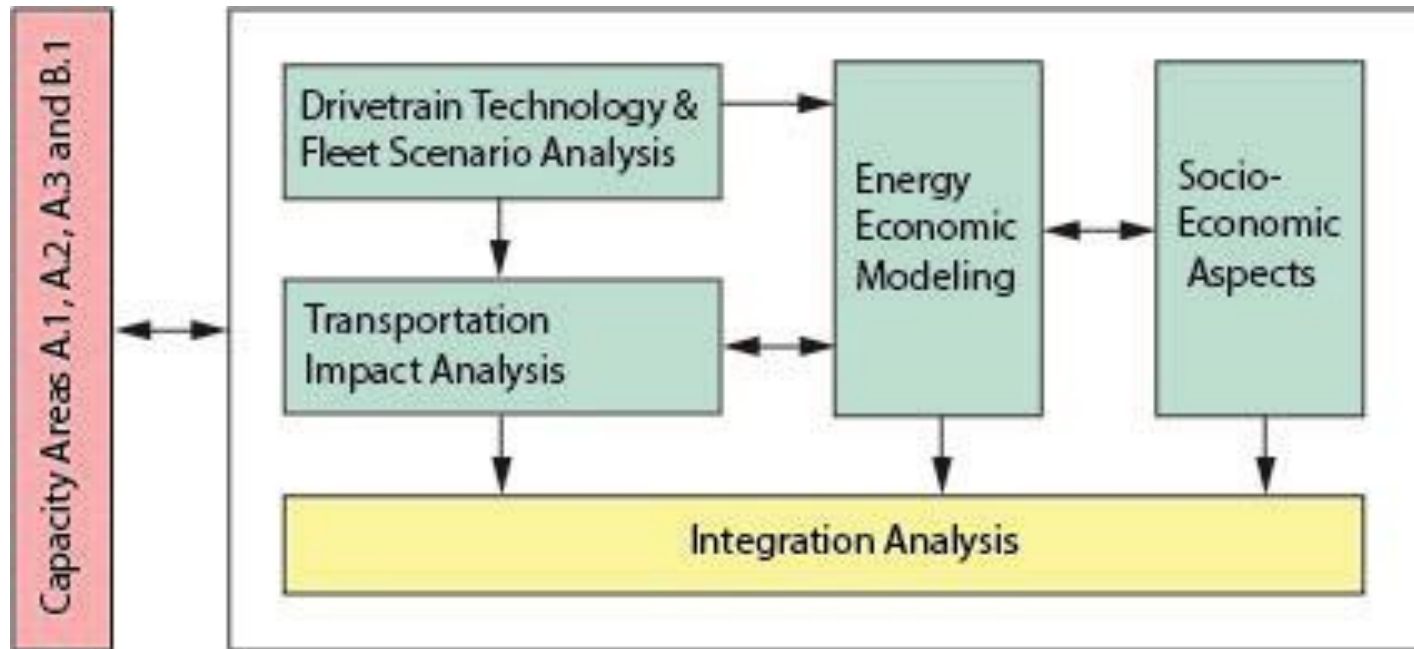 Capacity Areas A.1, A.2, A.3 and B.1
Drivetrain Technology &
Fleet Scenario Analysis
Transportation
Impact Analysis
Energy
Economic
Modeling
Socio-
Economic
Aspects
Integration Analysis